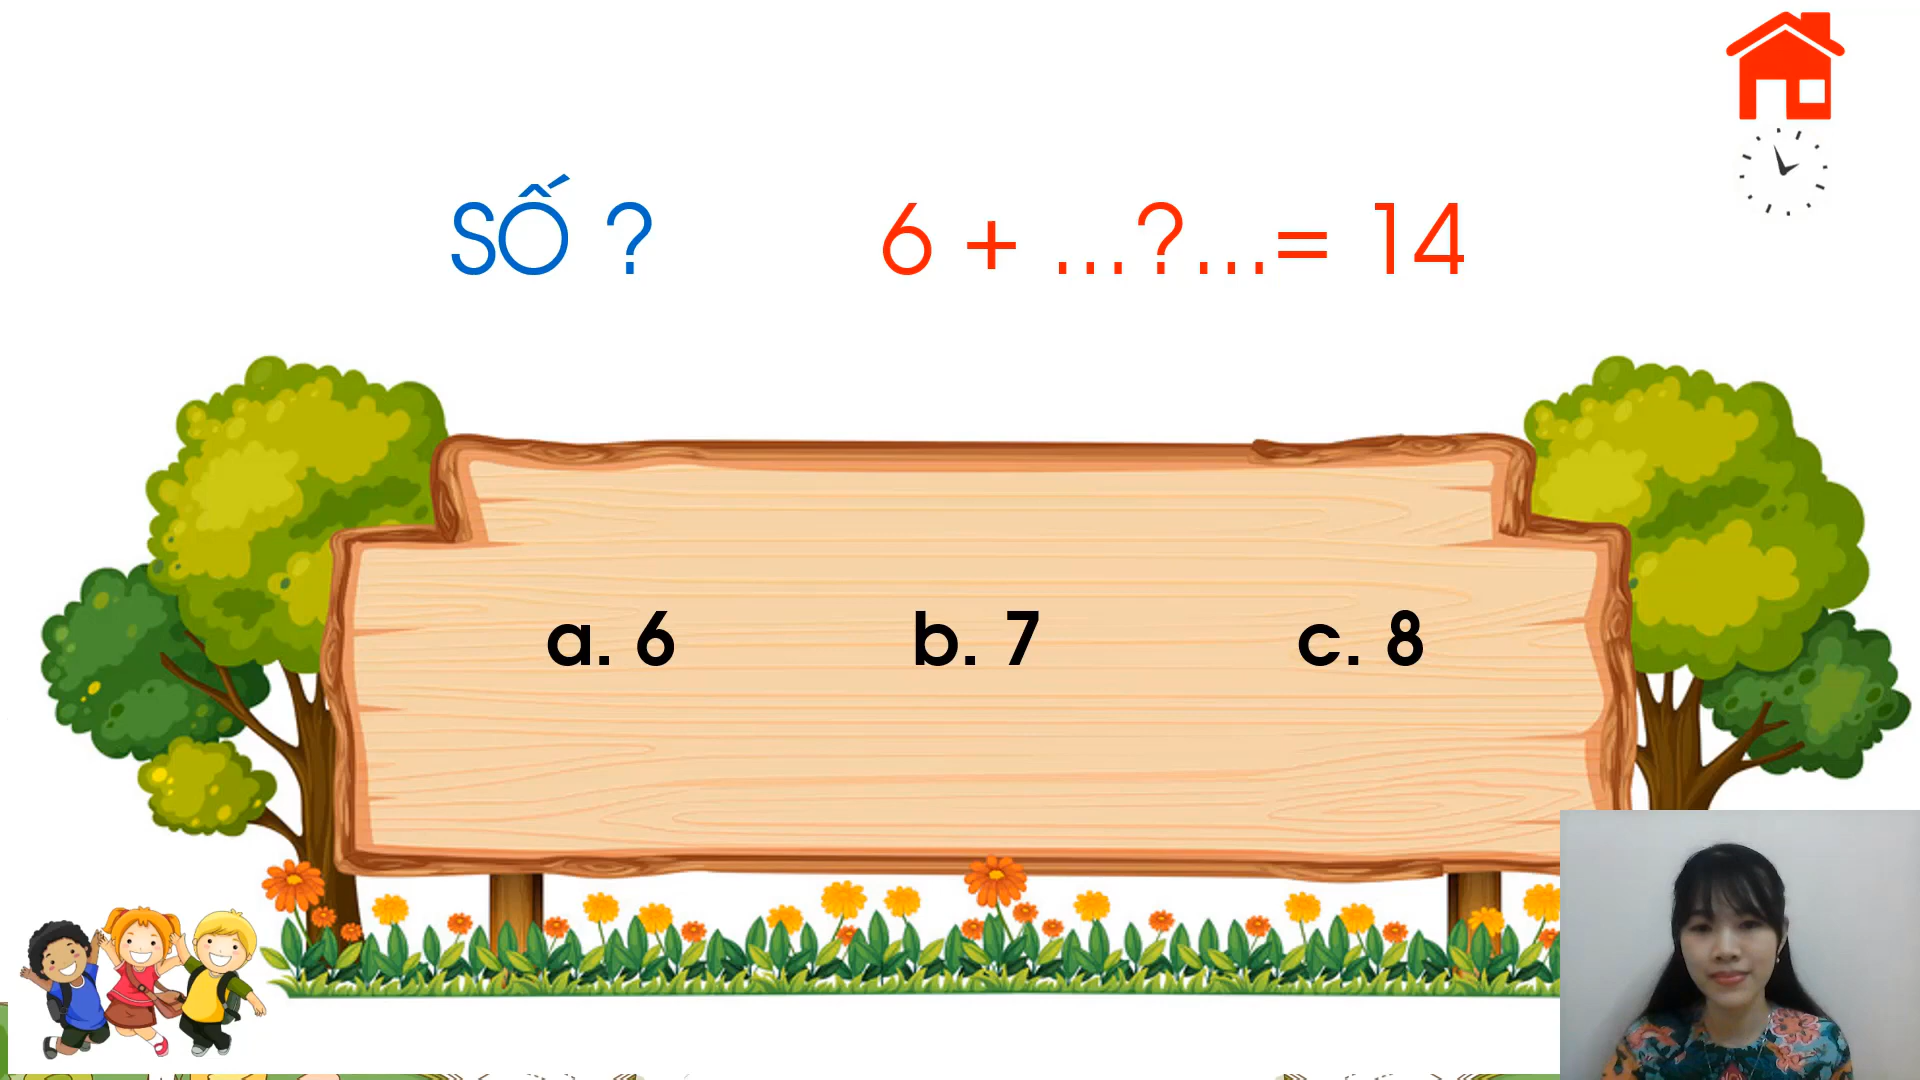 SỐ ? 6 + ...?...= 14
a. 6 b. 7 c. 8